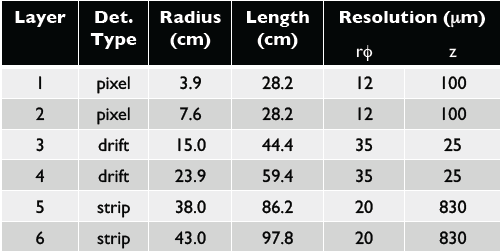 Layer Det. Type Radius (cm) Length (cm) Resolution (μm)
rϕ z
1 pixel 3.9 28.2 12 100
2 pixel 7.6 28.2 12 100
3 drift 15.0 44.4 35 25
4 drift 23.9 59.4 35 25
5 strip 38.0 86.2 20 830
6 strip 43.0 97.8 20 830